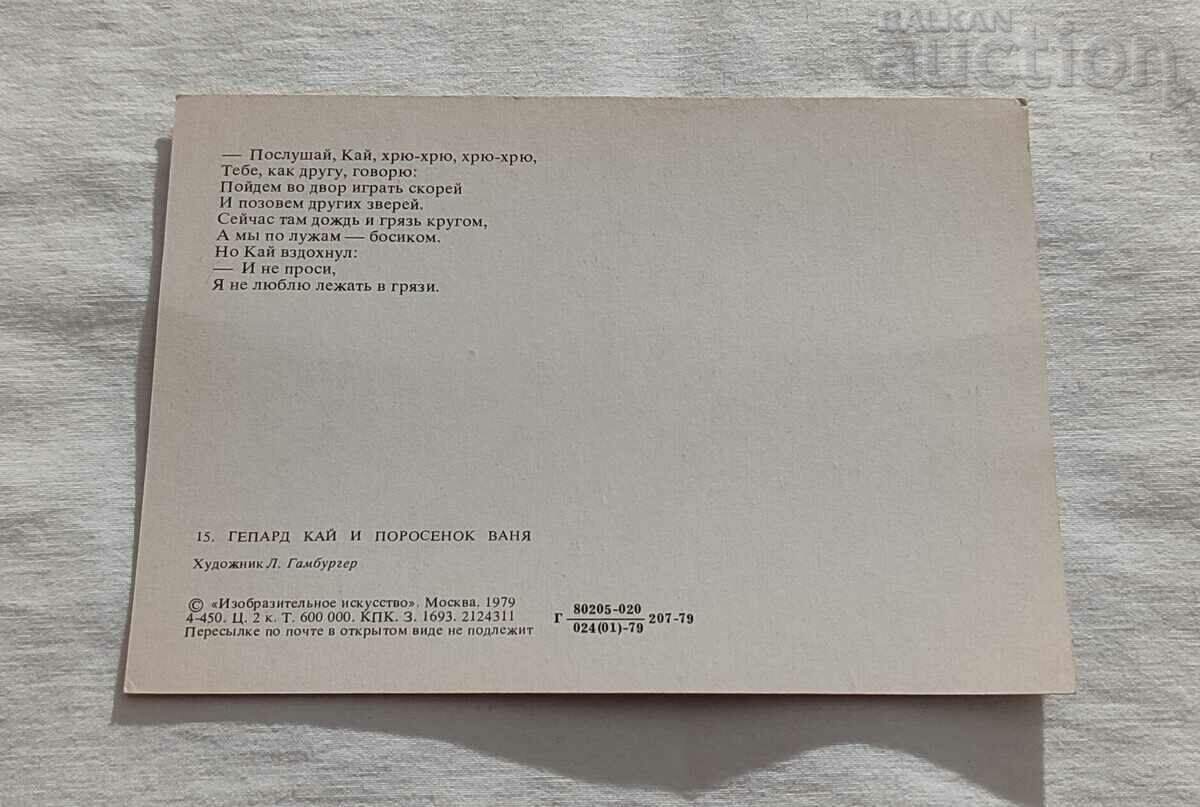 BALKAN
auction
— Послушай, Кай, хрю-хрю, хрю-хрю,
Тебе, как другу, говорю:
Пойдем во двор играть скорей
И позовем других зверей.
Сейчас там дождь и грязь кругом,
А мы по лужам — босиком.
Но Кай вздохнул:
— И не проси,
Я не люблю лежать в грязи.
15. ГЕПАРД КАЙ И ПОРОСЕНОК ВАНЯ
Художник Л. Гамбургер
© «Изобразительное искусство». Москва. 1979
4-450. Ц. 2 к. Т. 600 000. КПК. З. 1693. 2124311
Пересылке по почте в открытом виде не подлежит
Г 80205-020
024(01)-79 207-79